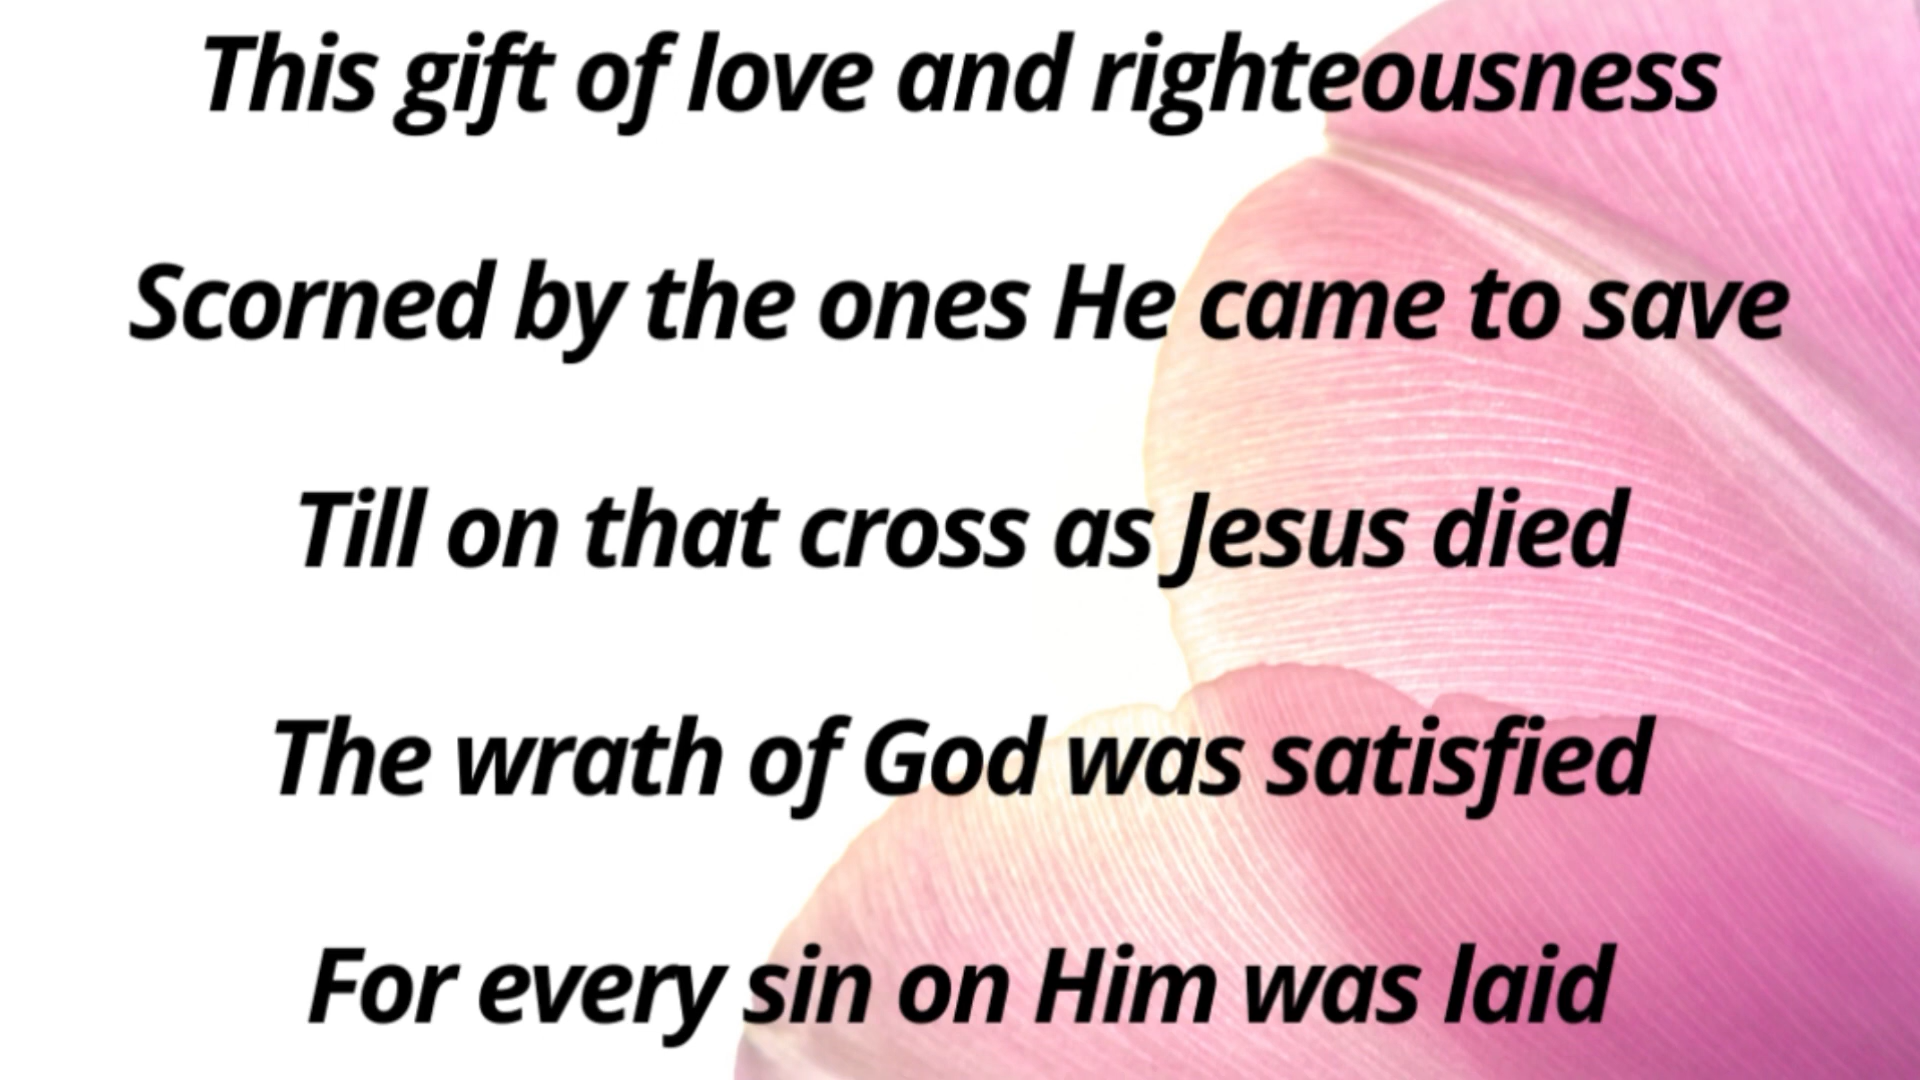 This gift of love and righteousness
Scorned by the ones He came to save
Till on that cross as Jesus died
The wrath of God was satisfied
For every sin on Him was laid